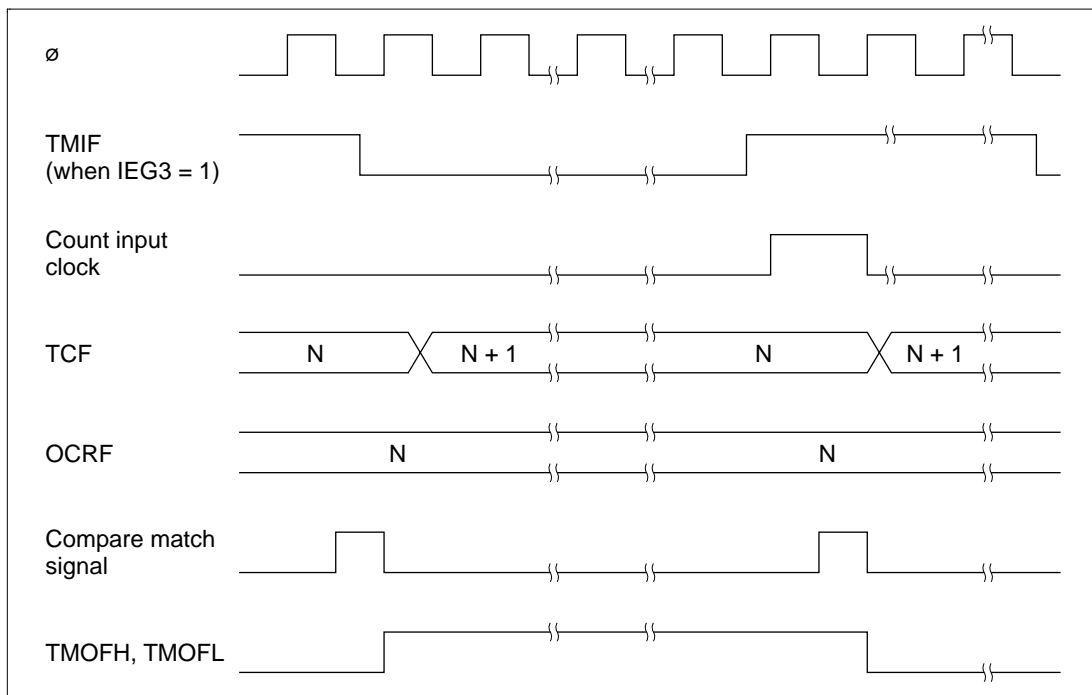 ø
TMIF
(when IEG3 = 1)
Count input
clock
TCF
N
N + 1
N
N + 1
OCRF
N
N
Compare match
signal
TMOFH, TMOFL